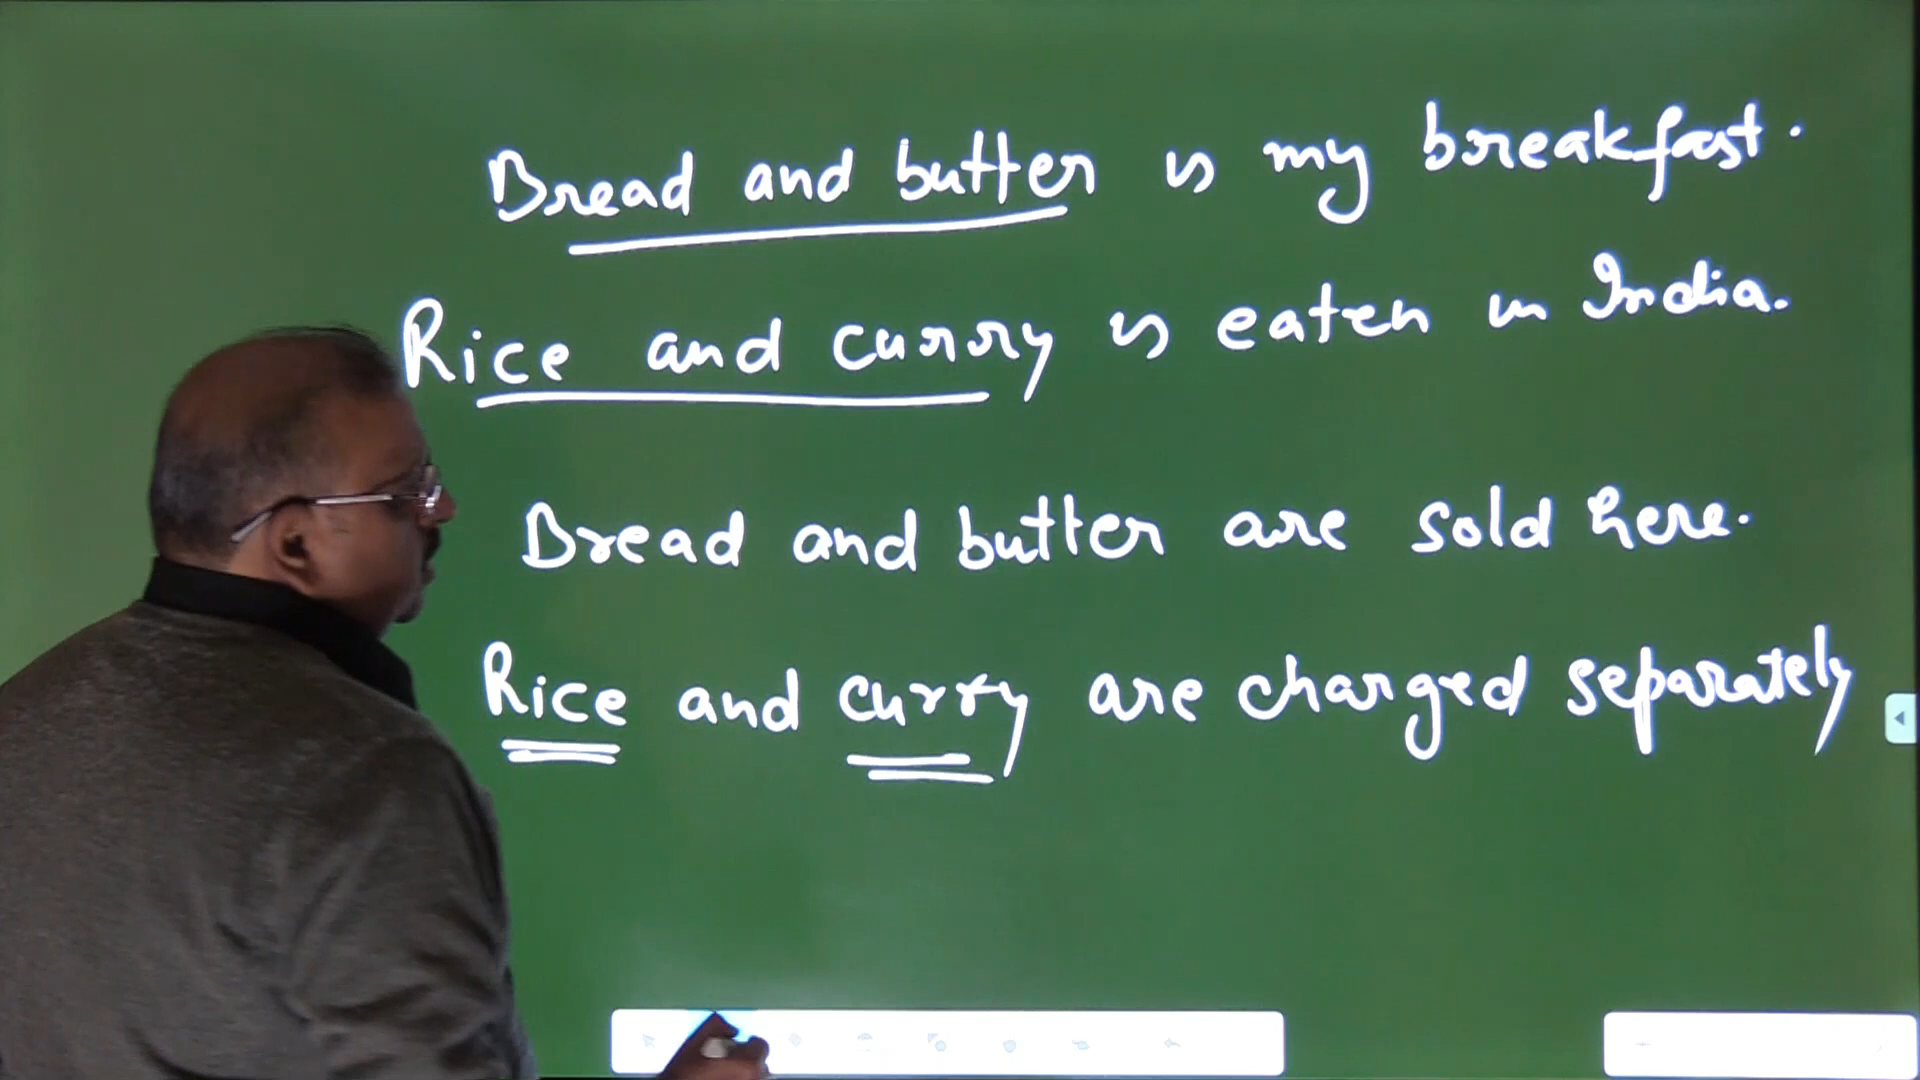 Bread and butter is my breakfast.
Rice and curry is eaten in India.
Bread and butter are sold here.
Rice and curry are charged separately